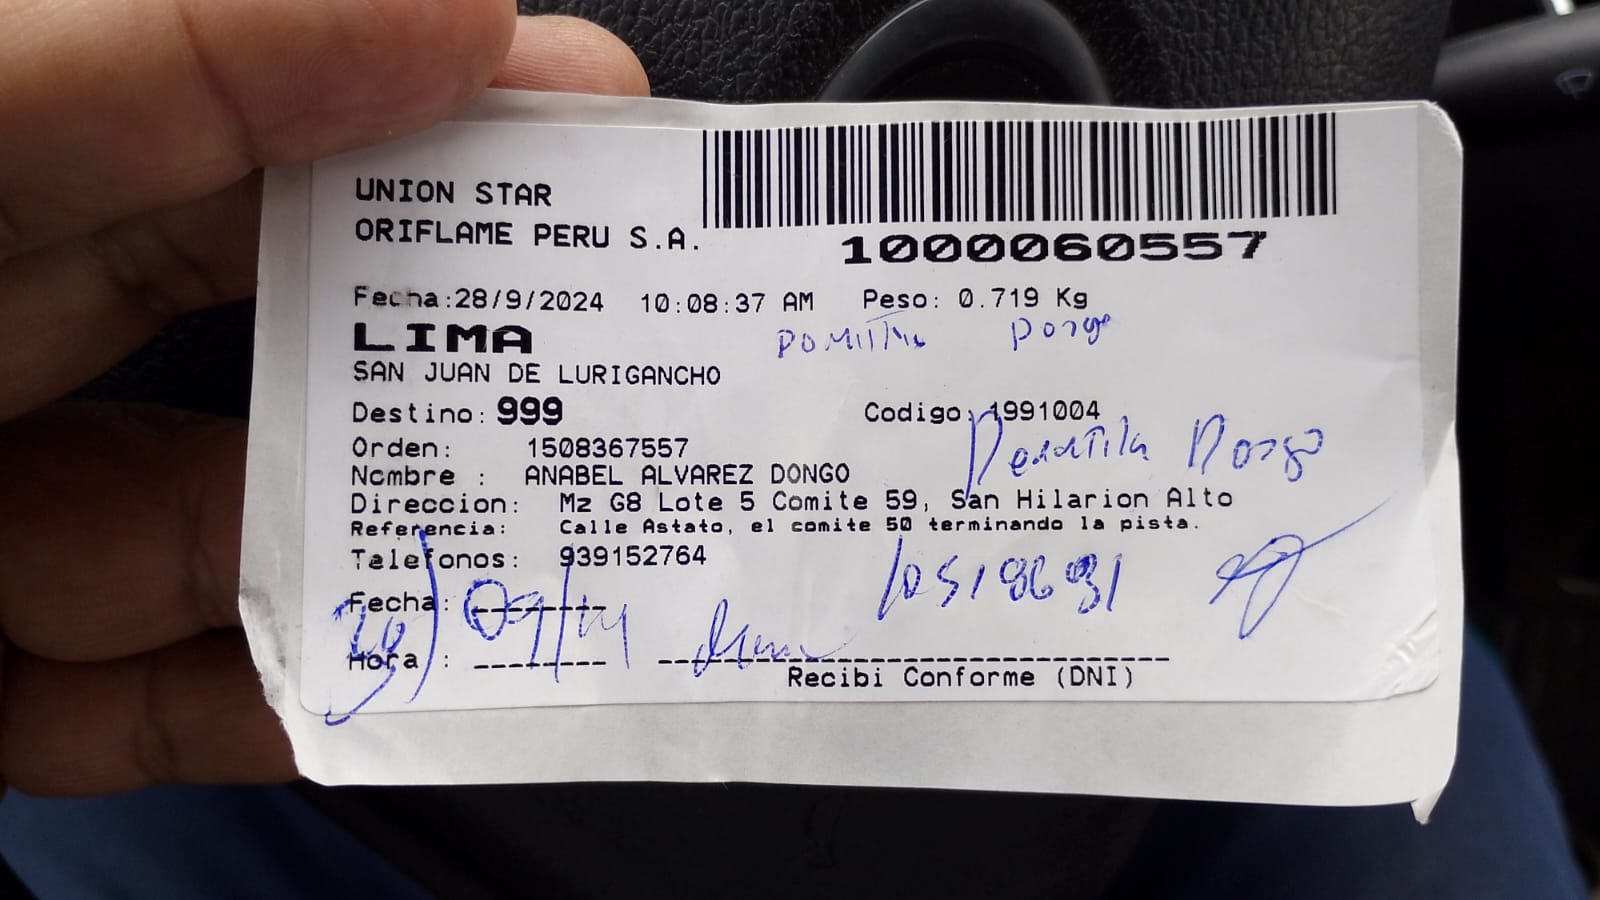 UNION STAR
ORIFLAME PERU S.A.
1000060557
Fecha:28/9/2024 10:08:37 AM Peso: 0.719 Kg
LIMA
Dongo
SAN JUAN DE LURIGANCHO
Destino: 999 Codigo: 1991004
Dongo
Orden: 1508367557
Nombre : ANABEL ALVAREZ DONGO
Direccion: Mz G8 Lote 5 Comite 59, San Hilarion Alto
Referencia: Calle Astato, el comite 50 terminando la pista.
Telefonos: 939152764
Fecha:
Hora :
Recibi Conforme (DNI)